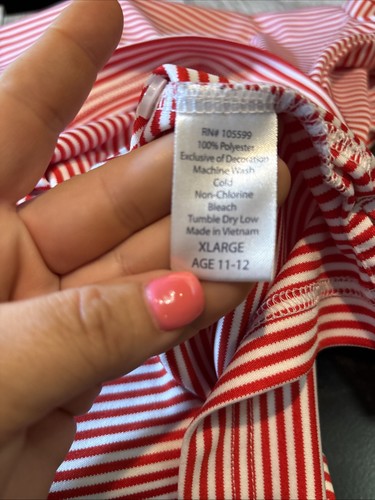 RN# 105599
100% Polyester
Exclusive of Decoration
Machine Wash
Cold
Non-Chlorine
Bleach
Tumble Dry Low
Made in Vietnam
XLARGE
AGE 11-12